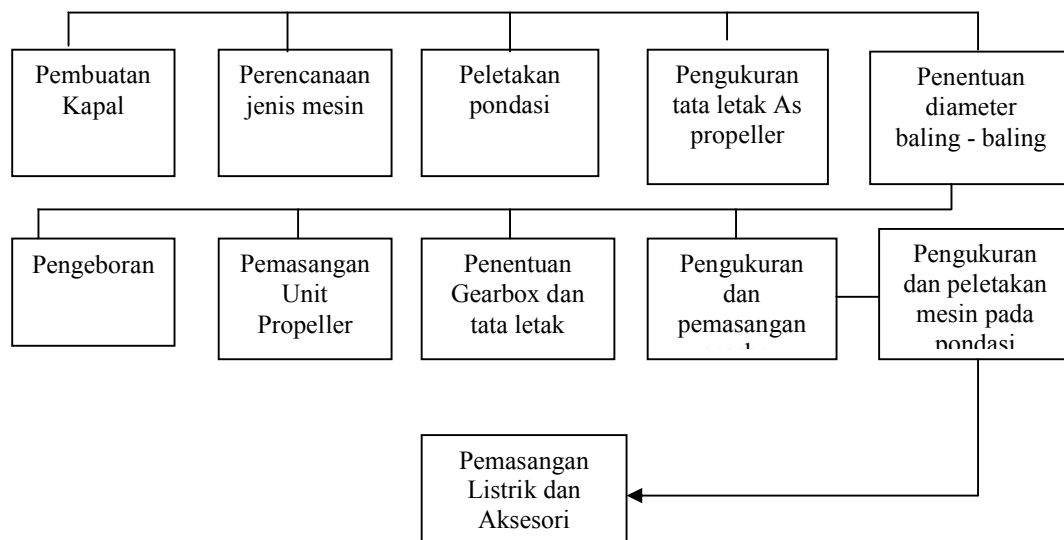 Pembuatan
Kapal
Perencanaan
jenis mesin
Peletakan
pondasi
Pengukuran
tata letak As
propeller
Penentuan
diameter
baling - baling
Pengeboran
Pemasangan
Unit
Propeller
Penentuan
Gearbox dan
tata letak
Pengukuran
dan
pemasangan
Pengukuran
dan peletakan
mesin pada
pondasi
Pemasangan
Listrik dan
Aksesori